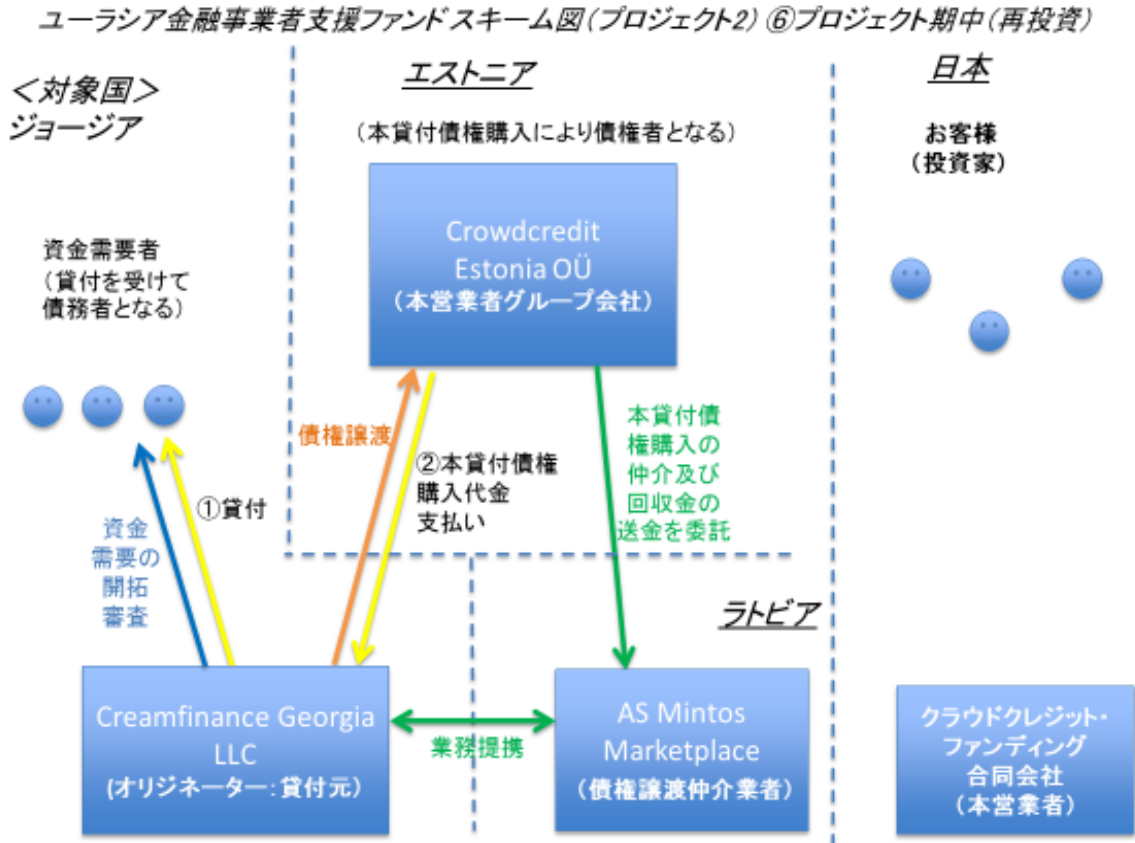 ユーラシア金融事業者支援ファンドスキーム図(プロジェクト2) ⑥プロジェクト期中(再投資)
＜対象国＞
ジョージア
エストニア
日本
(本貸付債権購入により債権者となる)
お客様
(投資家)
資金需要者
(貸付を受けて
債務者となる)
Crowdcredit
Estonia OÜ
(本営業者グループ会社)
債権譲渡
②本貸付債権
購入代金
支払い
本貸付債
権購入の
仲介及び
回収金の
送金を委託
①貸付
資金
需要の
開拓
審査
ラトビア
Creamfinance Georgia
LLC
(オリジネーター：貸付元)
業務提携
AS Mintos
Marketplace
(債権譲渡仲介業者)
クラウドクレジット・
ファンディング
合同会社
(本営業者)